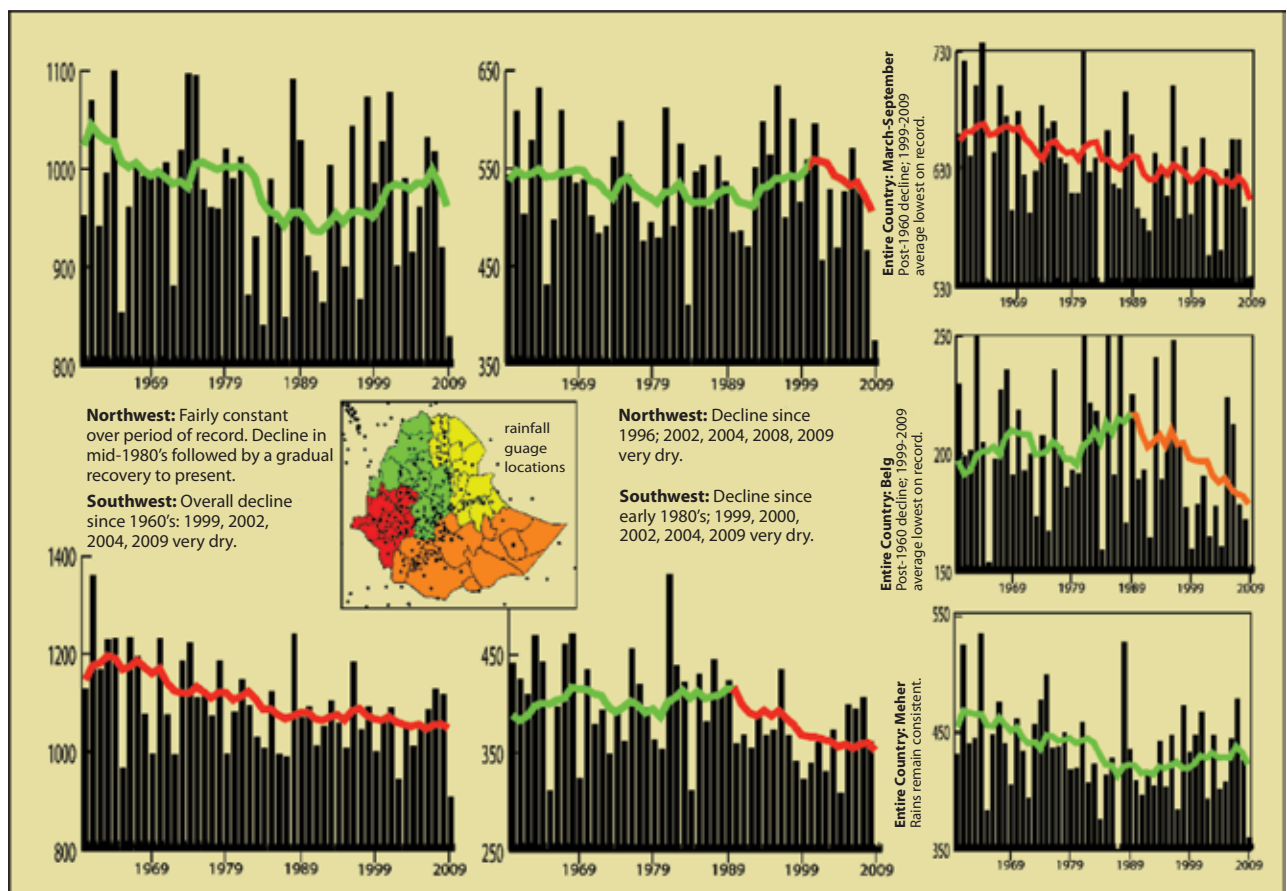 1100
1000
900
800
1969
1979
1989
1999
2009
650
550
450
350
1969
1979
1989
1999
2009
Entire Country: March-September
Post-1960 decline; 1999-2009
average lowest on record.
730
630
530
1969
1979
1989
1999
2009
Northwest: Fairly constant
over period of record. Decline in
mid-1980's followed by a gradual
recovery to present.
Southwest: Overall decline
since 1960's: 1999, 2002,
2004, 2009 very dry.
rainfall
guage
locations
Northwest: Decline since
1996; 2002, 2004, 2008, 2009
very dry.
Southwest: Decline since
early 1980's; 1999, 2000,
2002, 2004, 2009 very dry.
Entire Country: Belg
Post-1960 decline; 1999-2009
average lowest on record.
250
200
150
1969
1979
1989
1999
2009
1400
1200
1000
800
1969
1979
1989
1999
2009
450
350
250
1969
1979
1989
1999
2009
Entire Country: Meher
Rains remain consistent.
550
450
350
1969
1979
1989
1999
2009